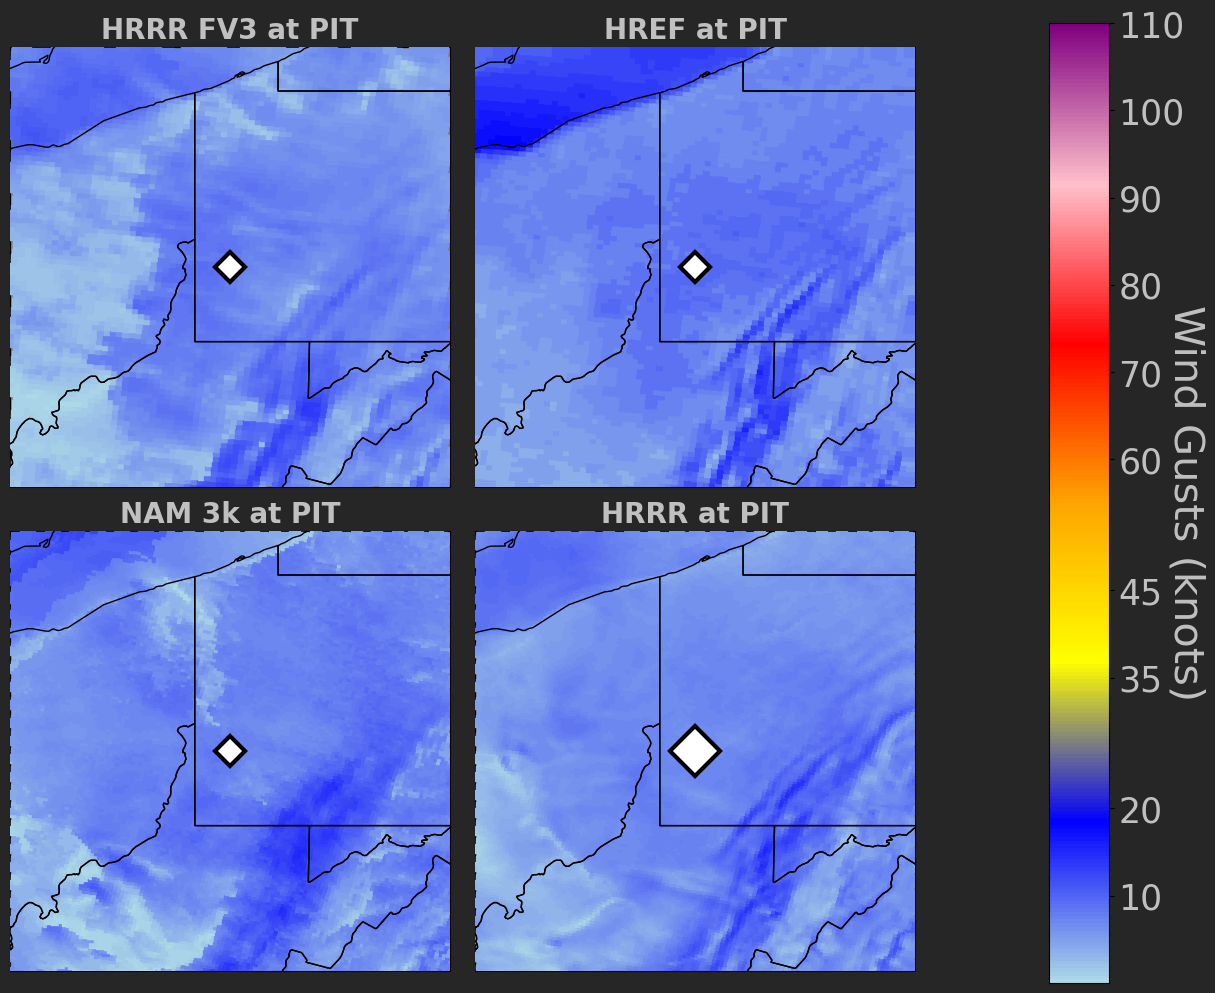 HRRR FV3 at PIT
HREF at PIT
NAM 3k at PIT
HRRR at PIT
110
100
90
80
70
60
45
35
20
10
Wind Gusts (knots)